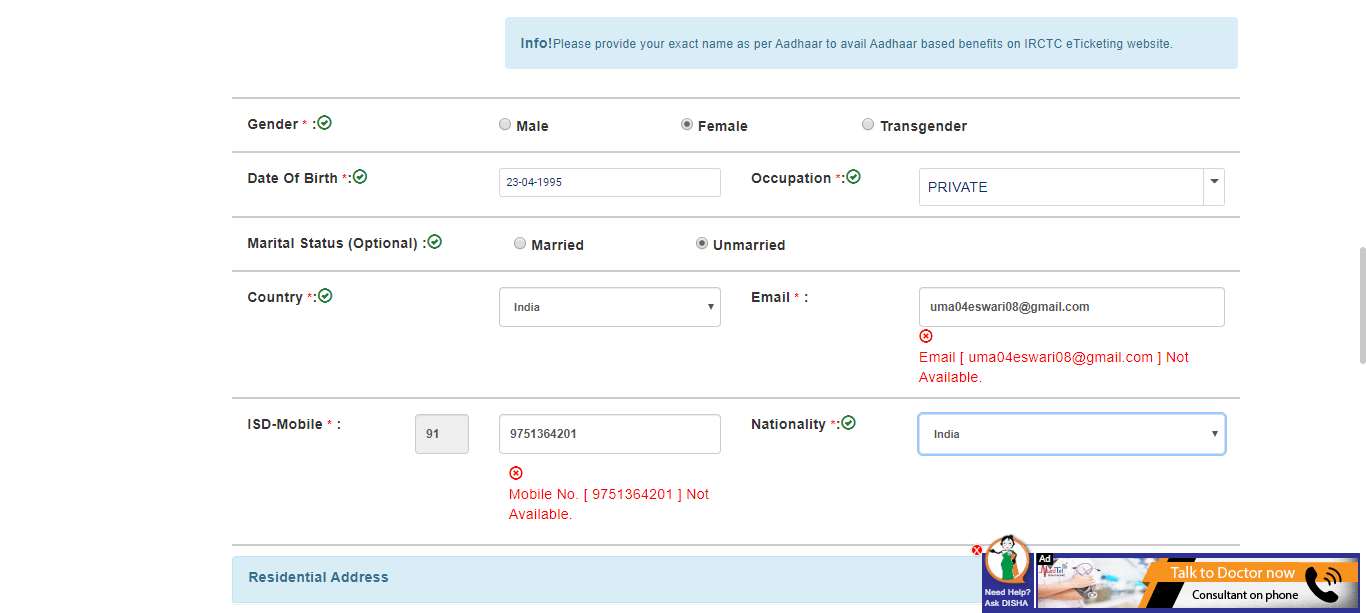 Info!Please provide your exact name as per Aadhaar to avail Aadhaar based benefits on IRCTC eTicketing website.
Gender * :
Male
Female
Transgender
Date Of Birth *:
23-04-1995
Occupation *:
PRIVATE
Marital Status (Optional) :
Married
Unmarried
Country *:
India
Email * :
uma04eswari08@gmail.com
Email [ uma04eswari08@gmail.com ] Not
Available.
ISD-Mobile * :
91
9751364201
Mobile No. [ 9751364201 ] Not
Available.
Nationality *:
India
Residential Address
Need Help?
Ask DISHA
Ad
Talk to Doctor now
Consultant on phone